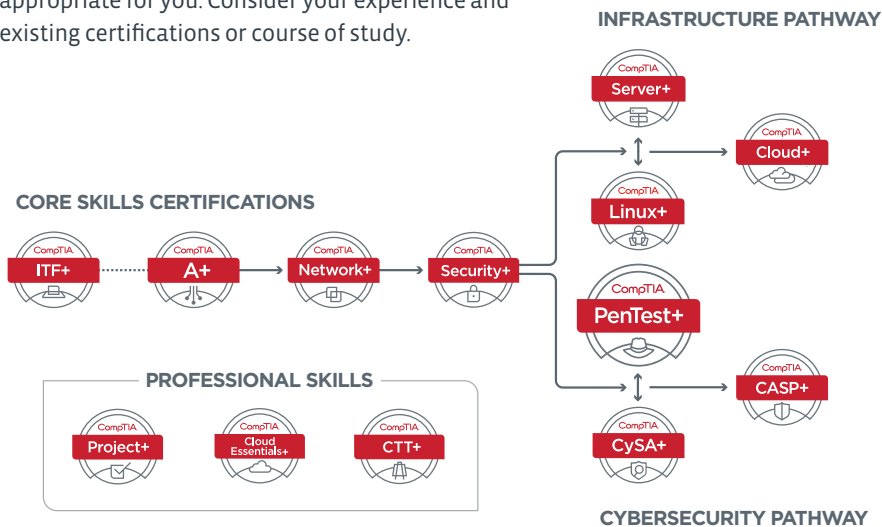 appropriate for you. Consider your experience and
existing certifications or course of study.
INFRASTRUCTURE PATHWAY
CompTIA
Server+
CompTIA
Cloud+
CompTIA
Linux+
CORE SKILLS CERTIFICATIONS
CompTIA
ITF+
CompTIA
A+
CompTIA
Network+
CompTIA
Security+
CompTIA.
PenTest+
PROFESSIONAL SKILLS
CompTIA
Project+
CompTIA
Cloud
Essentials+
CompTIA
CTT+
CompTIA
CASP+
CompTIA
CySA+
CYBERSECURITY PATHWAY